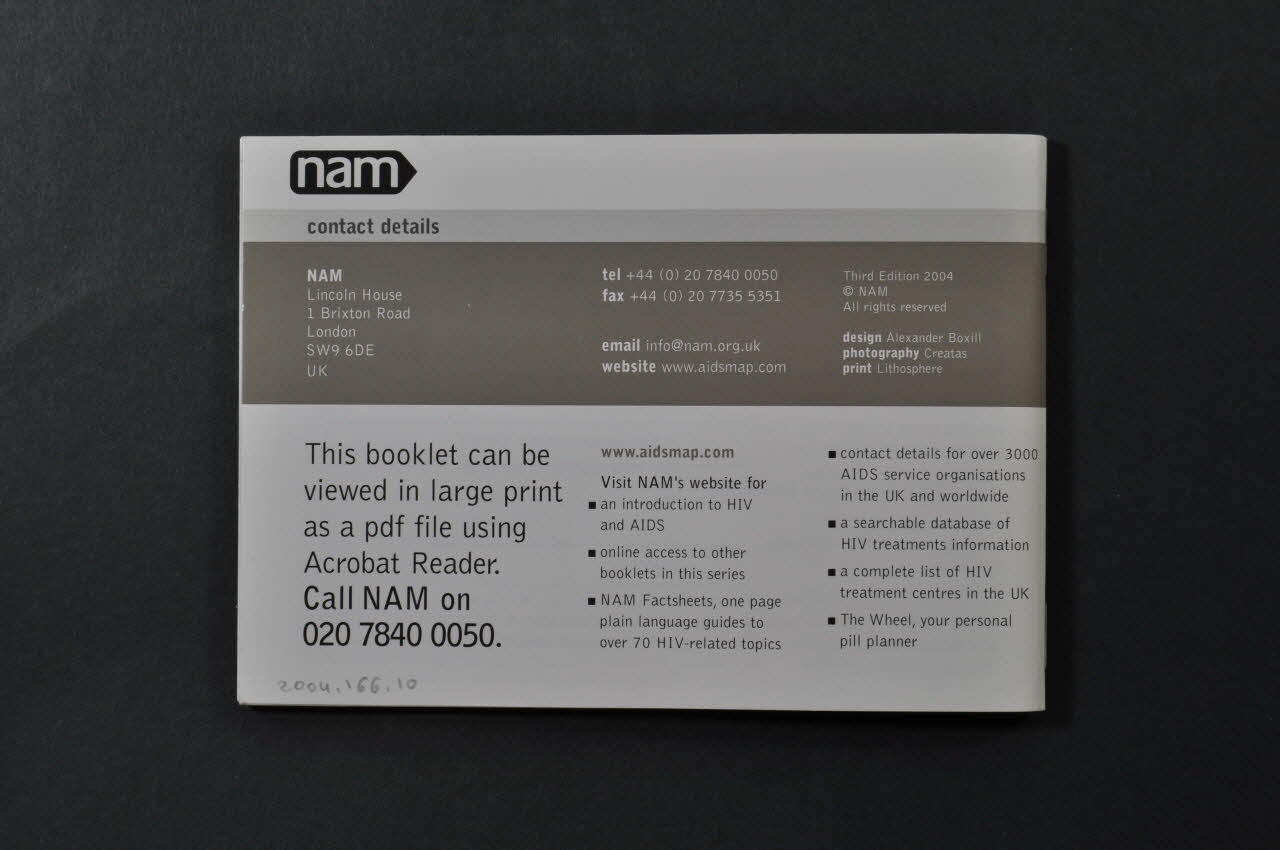 nam
contact details
NAM
Lincoln House
1 Brixton Road
London
SW9 6DE
UK
tel +44 (0) 20 7840 0050
fax +44 (0) 20 7735 5351
email info@nam.org.uk
website www.aidsmap.com
Third Edition 2004
© NAM
All rights reserved
design Alexander Boxill
photography Creatas
print Lithosphere
This booklet can be
viewed in large print
as a pdf file using
Acrobat Reader.
Call NAM on
020 7840 0050.
www.aidsmap.com
Visit NAM's website for
■ an introduction to HIV
and AIDS
■ online access to other
booklets in this series
■ NAM Factsheets, one page
plain language guides to
over 70 HIV-related topics
■ contact details for over 3000
AIDS service organisations
in the UK and worldwide
■ a searchable database of
HIV treatments information
■ a complete list of HIV
treatment centres in the UK
■ The Wheel, your personal
pill planner
2004.166.10